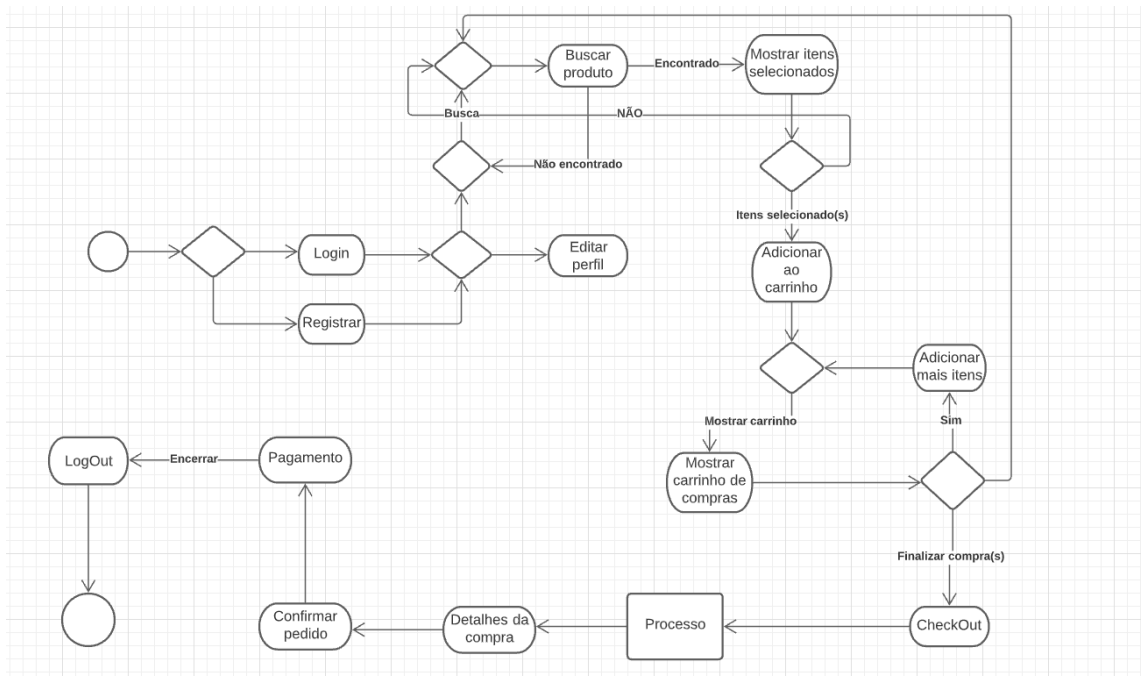 Buscar
produto
Encontrado
Mostrar itens
selecionados
Busca
NÃO
Não encontrado
Itens selecionado(s)
Login
Editar
perfil
Adicionar
ao
carrinho
Registrar
Adicionar
mais itens
Mostrar carrinho
Sim
LogOut
Encerrar
Pagamento
Mostrar
carrinho de
compras
Finalizar compra(s)
Confirmar
pedido
Detalhes da
compra
Processo
CheckOut